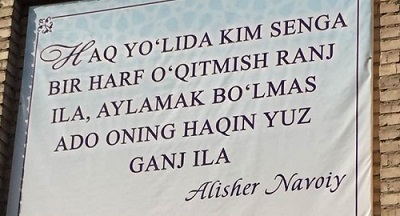 HAQ YO‘LIDA KIM SENGA
BIR HARF O‘QITMISH RANJ
ILA, AYLAMAK BO‘LMAS
ADO ONING HAQIN YUZ
GANJ ILA
Alisher Navoiy